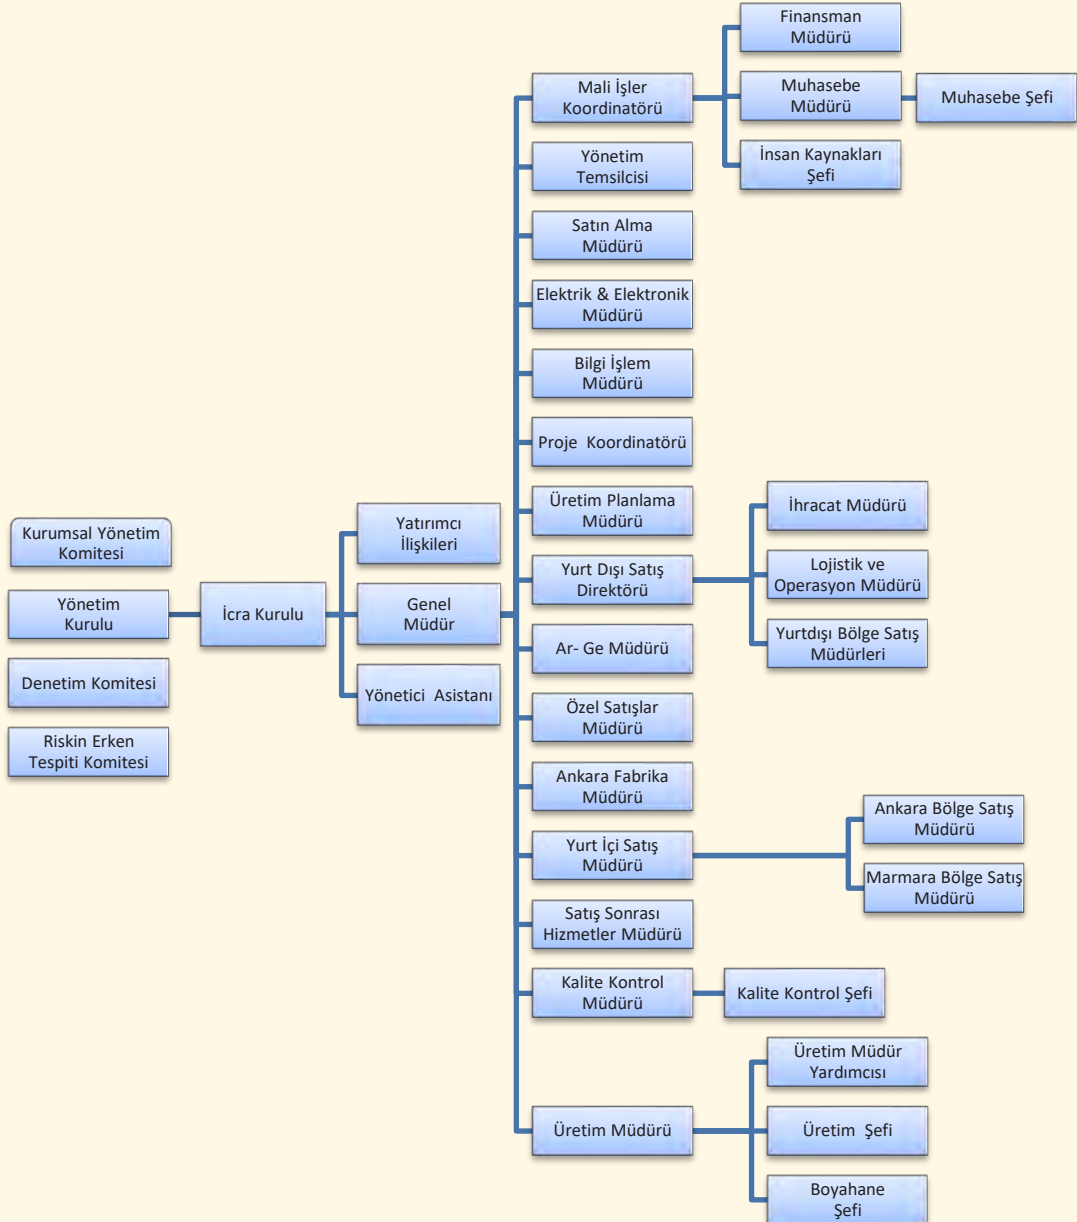 Finansman
Müdürü
Mali İşler
Koordinatörü
Muhasebe
Müdürü
Muhasebe Şefi
İnsan Kaynakları
Şefi
Yönetim
Temsilcisi
Satın Alma
Müdürü
Elektrik & Elektronik
Müdürü
Bilgi İşlem
Müdürü
Proje  Koordinatörü
Üretim Planlama
Müdürü
Yurt Dışı Satış
Direktörü
İhracat Müdürü
Lojistik ve
Operasyon Müdürü
Yurtdışı Bölge Satış
Müdürleri
Kurumsal Yönetim
Komitesi
Yönetim
Kurulu
Denetim Komitesi
Riskin Erken
Tespiti Komitesi
İcra Kurulu
Yatırımcı
İlişkileri
Genel
Müdür
Yönetici  Asistanı
Ar- Ge Müdürü
Özel Satışlar
Müdürü
Ankara Fabrika
Müdürü
Yurt İçi Satış
Müdürü
Ankara Bölge Satış
Müdürü
Marmara Bölge Satış
Müdürü
Satış Sonrası
Hizmetler Müdürü
Kalite Kontrol
Müdürü
Kalite Kontrol Şefi
Üretim Müdürü
Üretim Müdür
Yardımcısı
Üretim  Şefi
Boyahane
Şefi